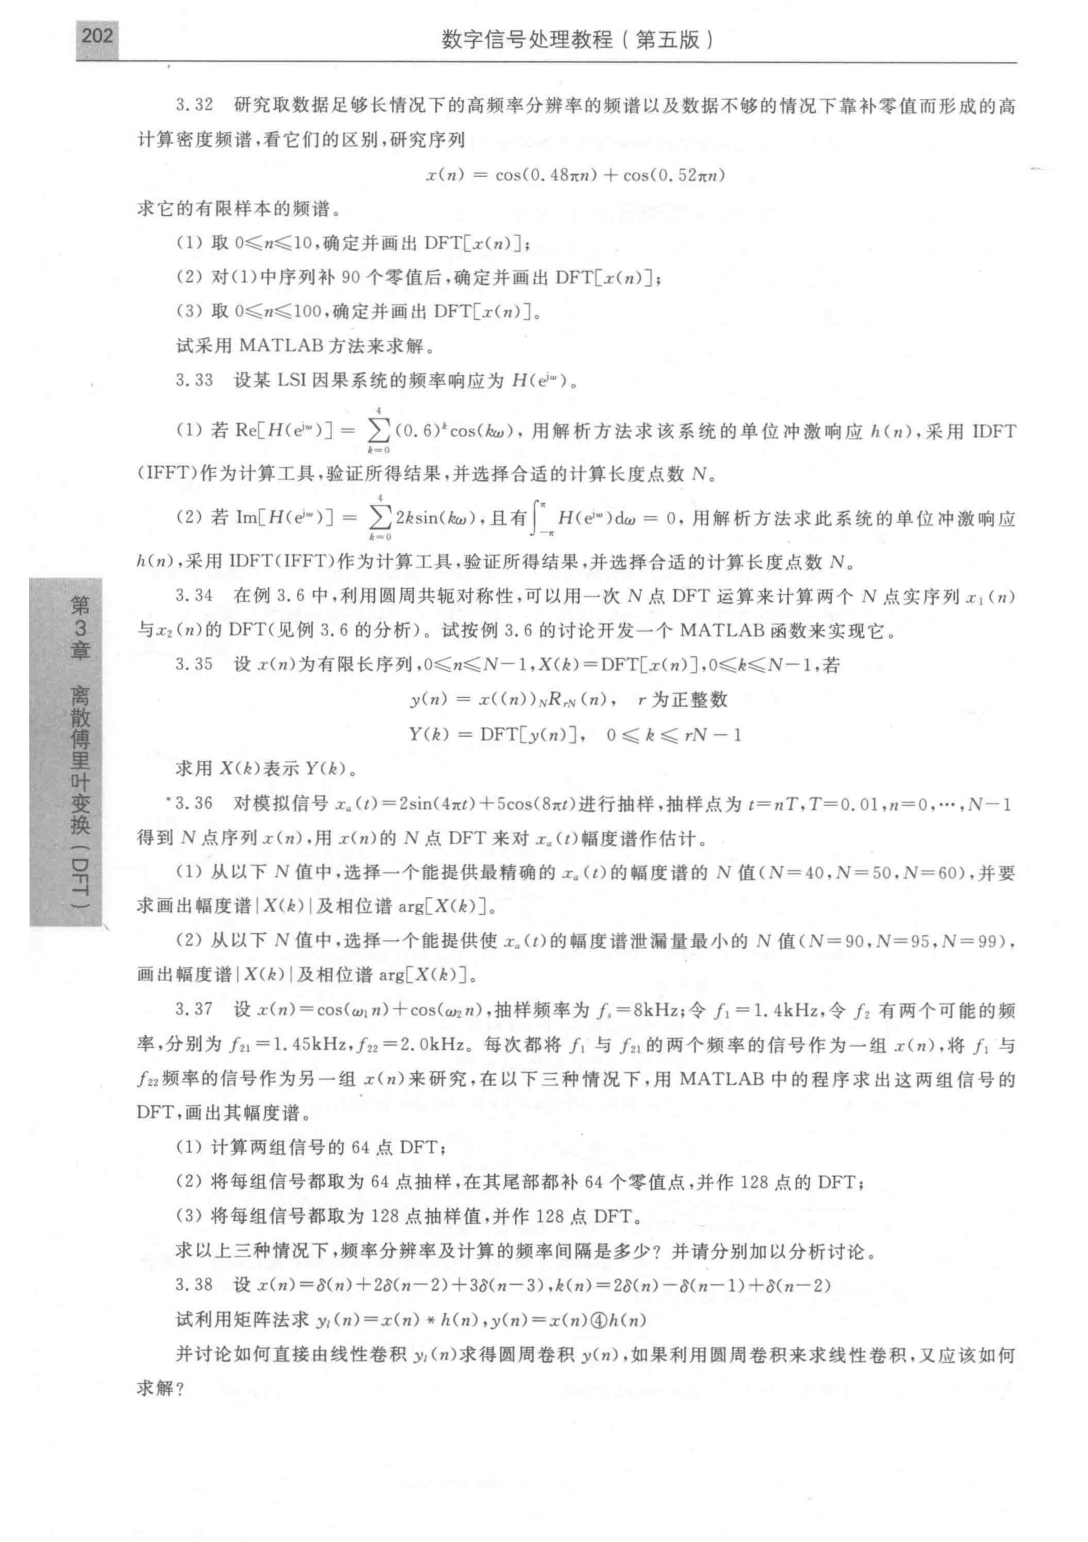 202
数字信号处理教程(第五版)
3.32 研究取数据足够长情况下的高频率分辨率的频谱以及数据不够的情况下靠补零值而形成的高
计算密度频谱,看它们的区别,研究序列
x(n) = cos(0.48πn) + cos(0.52πn)
求它的有限样本的频谱。
(1) 取 0≤n≤10,确定并画出 DFT[x(n)];
(2) 对(1)中序列补 90 个零值后,确定并画出 DFT[x(n)];
(3) 取 0≤n≤100,确定并画出 DFT[x(n)]。
试采用 MATLAB 方法来求解。
3.33 设某 LSI 因果系统的频率响应为 H(e^{jω})。
(1) 若 Re[H(e^{jω})] = \sum_{k=0}^{4}(0.6)^k cos(kω), 用解析方法求该系统的单位冲激响应 h(n),采用 IDFT
(IFFT)作为计算工具,验证所得结果,并选择合适的计算长度点数 N。
(2) 若 Im[H(e^{jω})] = \sum_{k=0}^{4}2ksin(kω),且有\int_{-π}^{π} H(e^{jω})dω = 0, 用解析方法求此系统的单位冲激响应
h(n),采用 IDFT(IFFT)作为计算工具,验证所得结果,并选择合适的计算长度点数 N。
3.34 在例 3.6 中,利用圆周共轭对称性,可以用一次 N 点 DFT 运算来计算两个 N 点实序列 x₁(n)
与x₂(n)的 DFT(见例 3.6 的分析)。试按例 3.6 的讨论开发一个 MATLAB 函数来实现它。
3.35 设 x(n)为有限长序列,0≤n≤N−1,X(k)=DFT[x(n)],0≤k≤N−1,若
y(n) = x((n))_N R_{rN}(n), r 为正整数
Y(k) = DFT[y(n)], 0 ≤ k ≤ rN − 1
求用 X(k)表示 Y(k)。
*3.36 对模拟信号 x_a(t)=2sin(4πt)+5cos(8πt)进行抽样,抽样点为 t=nT,T=0.01,n=0,…,N−1
得到 N 点序列 x(n),用 x(n)的 N 点 DFT 来对 x_a(t)幅度谱作估计。
(1) 从以下 N 值中,选择一个能提供最精确的 x_a(t)的幅度谱的 N 值(N=40,N=50,N=60),并要
求画出幅度谱|X(k)|及相位谱 arg[X(k)]。
(2) 从以下 N 值中,选择一个能提供使 x_a(t)的幅度谱泄漏量最小的 N 值(N=90,N=95,N=99),
画出幅度谱|X(k)|及相位谱 arg[X(k)]。
3.37 设 x(n)=cos(ω₁n)+cos(ω₂n),抽样频率为 f_s=8kHz;令 f₁=1.4kHz,令 f₂ 有两个可能的频
率,分别为 f₂₁=1.45kHz,f₂₂=2.0kHz。每次都将 f₁ 与 f₂₁的两个频率的信号作为一组 x(n),将 f₁ 与
f₂₂频率的信号作为另一组 x(n)来研究,在以下三种情况下,用 MATLAB 中的程序求出这两组信号的
DFT,画出其幅度谱。
(1) 计算两组信号的 64 点 DFT;
(2) 将每组信号都取为 64 点抽样,在其尾部都补 64 个零值点,并作 128 点的 DFT;
(3) 将每组信号都取为 128 点抽样值,并作 128 点 DFT。
求以上三种情况下,频率分辨率及计算的频率间隔是多少? 并请分别加以分析讨论。
3.38 设 x(n)=δ(n)+2δ(n−2)+3δ(n−3),k(n)=2δ(n)−δ(n−1)+δ(n−2)
试利用矩阵法求 y_l(n)=x(n) * h(n),y(n)=x(n)④h(n)
并讨论如何直接由线性卷积 y_l(n)求得圆周卷积 y(n),如果利用圆周卷积来求线性卷积,又应该如何
求解?
第3章 离散傅里叶变换(DFT)